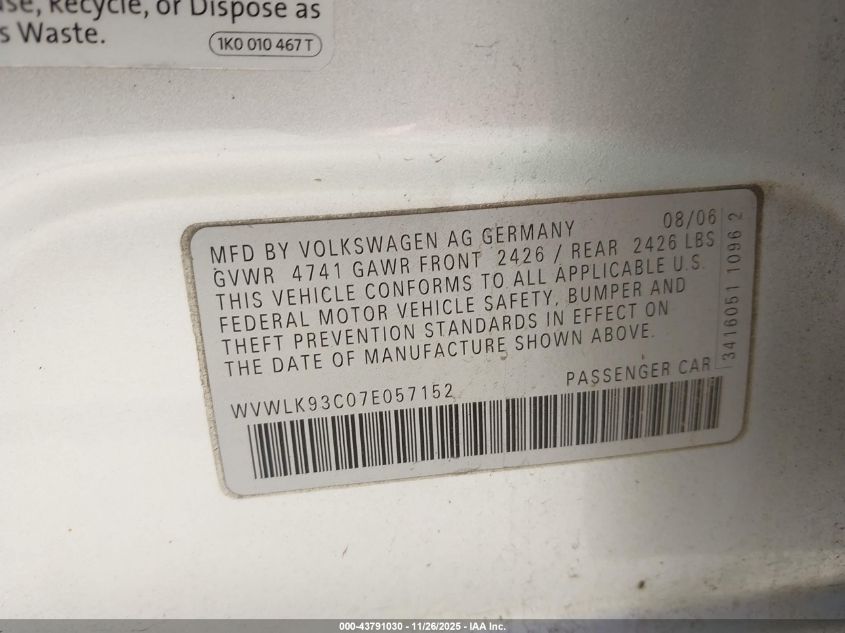 use, Recycle, or Dispose as
s Waste.
1K0 010 467 T
08/06
MFD BY VOLKSWAGEN AG GERMANY
GVWR 4741 GAWR FRONT 2426 / REAR 2426 LBS
THIS VEHICLE CONFORMS TO ALL APPLICABLE U.S.
FEDERAL MOTOR VEHICLE SAFETY, BUMPER AND
THEFT PREVENTION STANDARDS IN EFFECT ON
THE DATE OF MANUFACTURE SHOWN ABOVE.
3416051 1096 2
PASSENGER CAR
WVWLK93C07E057152
000-43791030 - 11/26/2025 - IAA Inc.